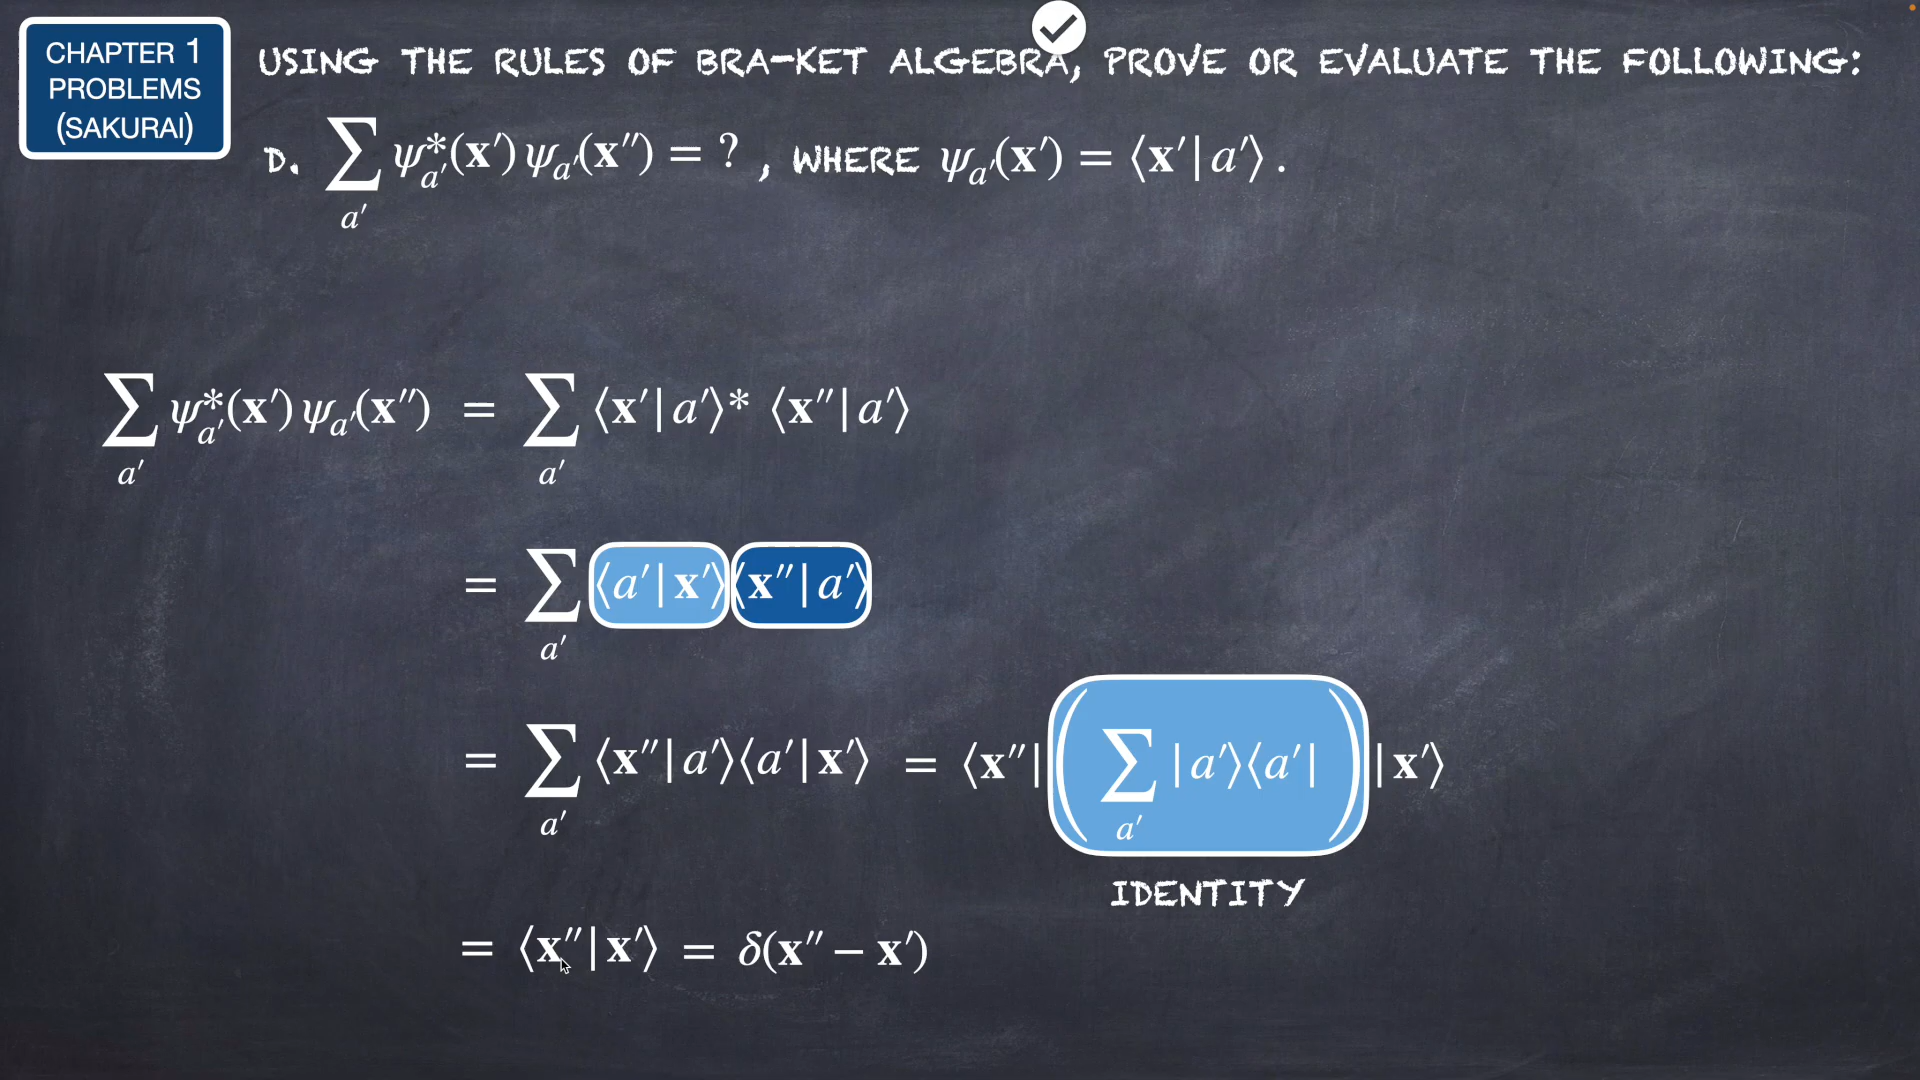 CHAPTER 1
PROBLEMS
(SAKURAI)
USING THE RULES OF BRA-KET ALGEBRA, PROVE OR EVALUATE THE FOLLOWING:
D. ∑_{a′} ψ*_{a′}(x′) ψ_{a′}(x″) = ? , WHERE ψ_{a′}(x′) = ⟨x′|a′⟩ .
∑_{a′} ψ*_{a′}(x′) ψ_{a′}(x″) = ∑_{a′} ⟨x′|a′⟩* ⟨x″|a′⟩
= ∑_{a′} ⟨a′|x′⟩⟨x″|a′⟩
= ∑_{a′} ⟨x″|a′⟩⟨a′|x′⟩ = ⟨x″| ( ∑_{a′} |a′⟩⟨a′| ) |x′⟩
IDENTITY
= ⟨x″|x′⟩ = δ(x″ − x′)